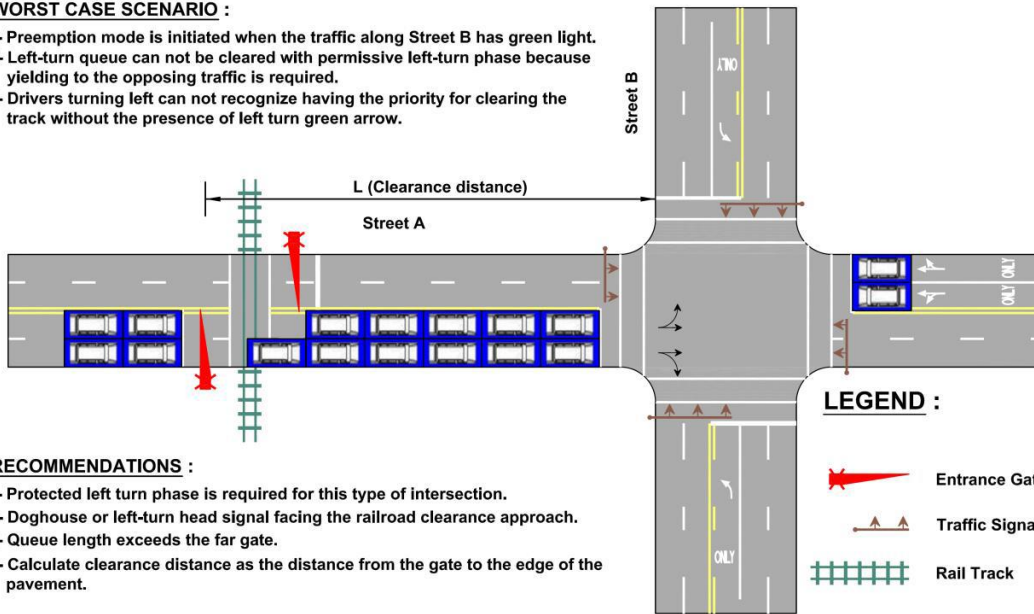 WORST CASE SCENARIO :
- Preemption mode is initiated when the traffic along Street B has green light.
- Left-turn queue can not be cleared with permissive left-turn phase because
yielding to the opposing traffic is required.
- Drivers turning left can not recognize having the priority for clearing the
track without the presence of left turn green arrow.
Street B
ONLY
L (Clearance distance)
Street A
ONLY
ONLY
LEGEND :
Entrance Gat
Traffic Signa
Rail Track
ONLY
RECOMMENDATIONS :
- Protected left turn phase is required for this type of intersection.
- Doghouse or left-turn head signal facing the railroad clearance approach.
- Queue length exceeds the far gate.
- Calculate clearance distance as the distance from the gate to the edge of the
pavement.